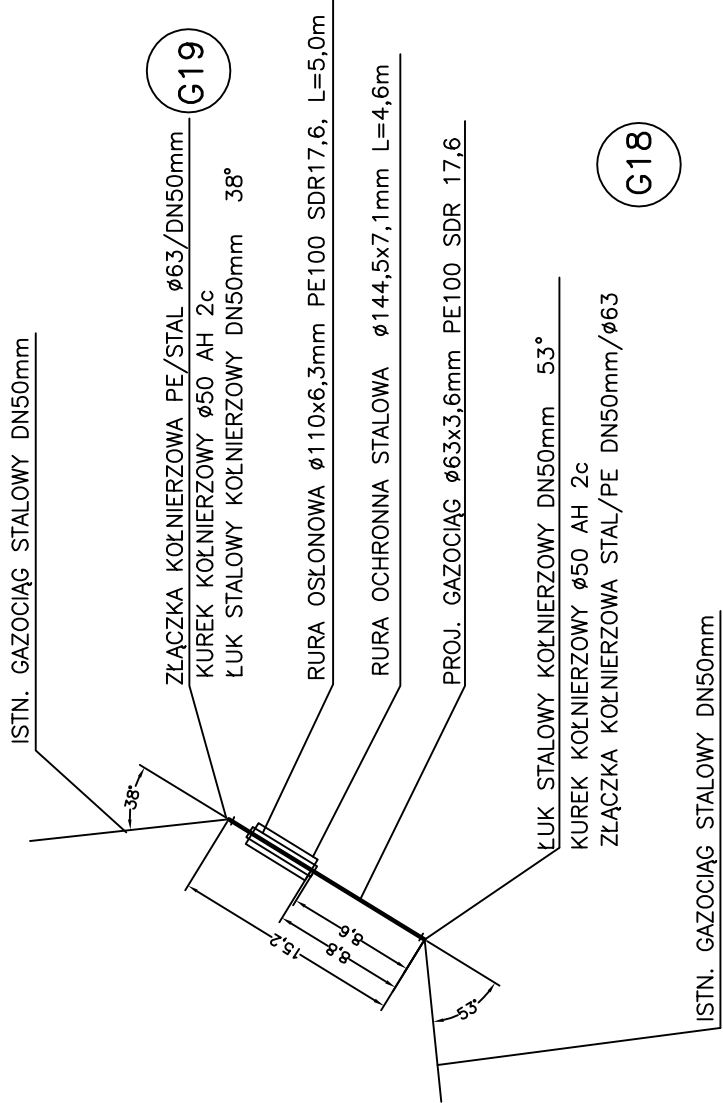 ISTN. GAZOCIĄG STALOWY DN50mm
G19
ZŁĄCZKA KOŁNIERZOWA PE/STAL ø63/DN50mm
KUREK KOŁNIERZOWY ø50 AH 2c
ŁUK STALOWY KOŁNIERZOWY DN50mm 38°
RURA OSŁONOWA ø110x6,3mm PE100 SDR17,6, L=5,0m
RURA OCHRONNA STALOWA ø144,5x7,1mm L=4,6m
PROJ. GAZOCIĄG ø63x3,6mm PE100 SDR 17,6
G18
ŁUK STALOWY KOŁNIERZOWY DN50mm 53°
KUREK KOŁNIERZOWY ø50 AH 2c
ZŁĄCZKA KOŁNIERZOWA STAL/PE DN50mm/ø63
ISTN. GAZOCIĄG STALOWY DN50mm
38°
15,2
8,8
8,6
53°